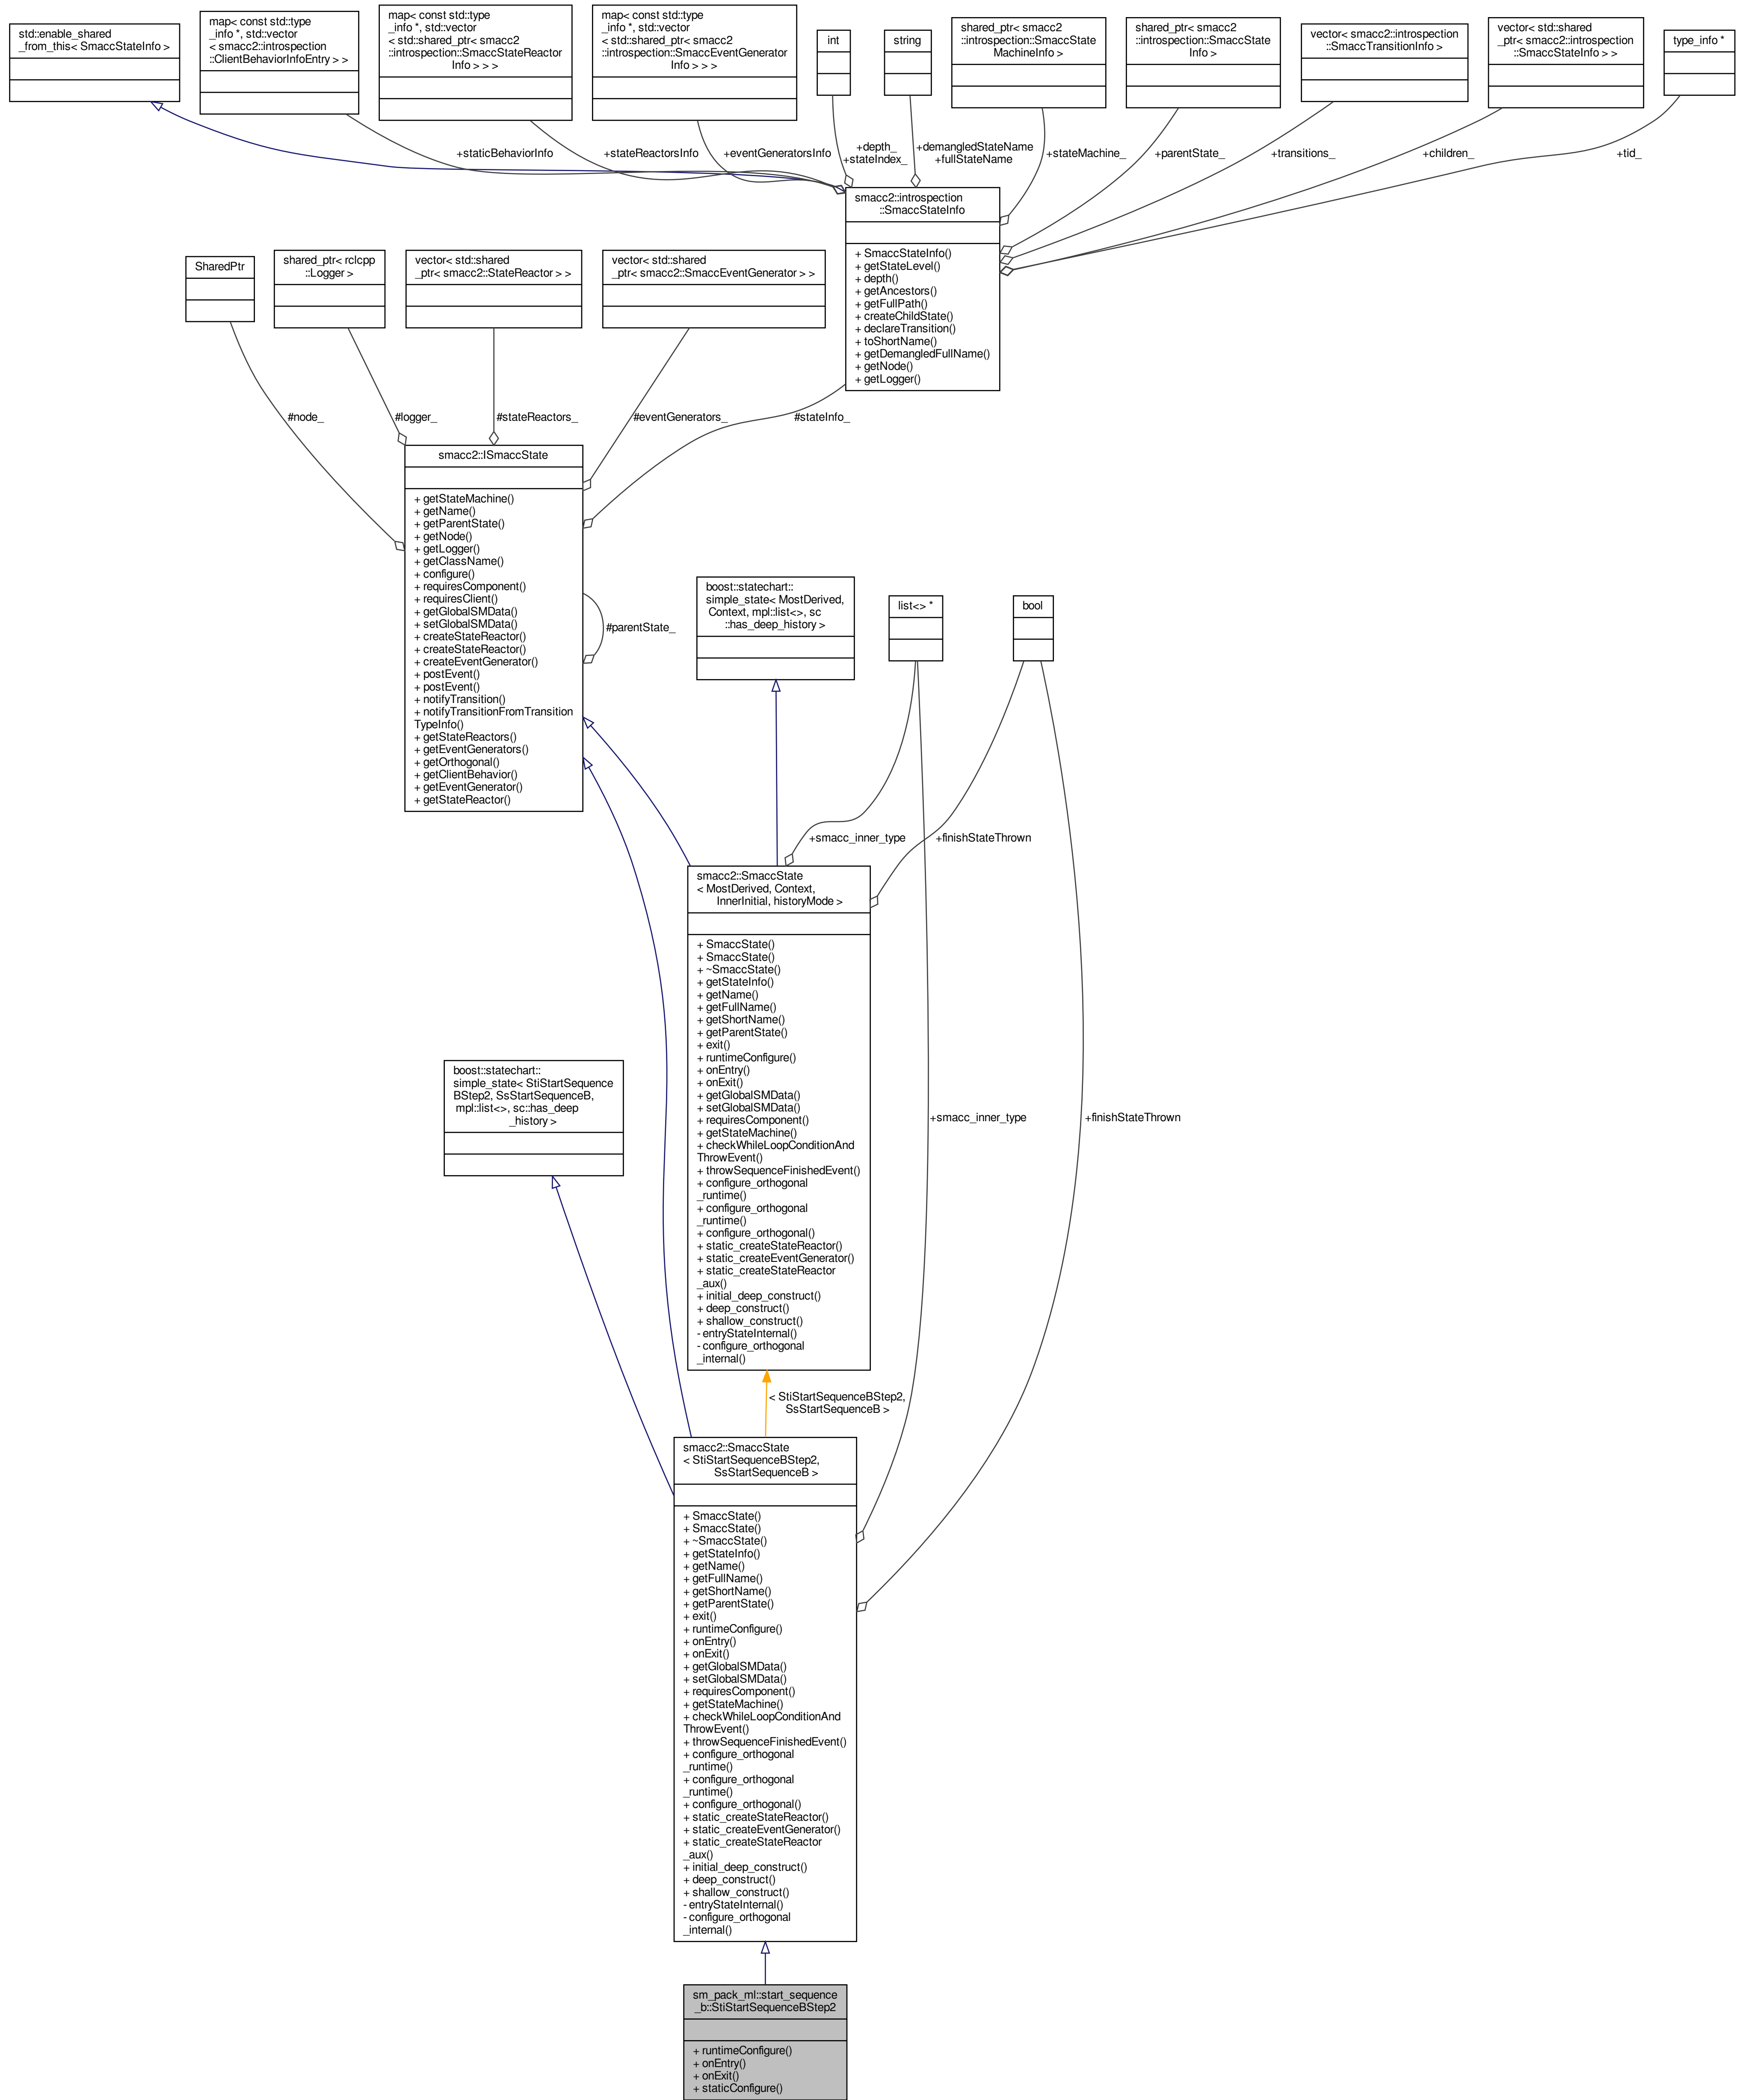 std::enable_shared
_from_this< SmaccStateInfo >
map< const std::type
_info *, std::vector
< smacc2::introspection
::ClientBehaviorInfoEntry > >
map< const std::type
_info *, std::vector
< std::shared_ptr< smacc2
::introspection::SmaccStateReactor
Info > > >
map< const std::type
_info *, std::vector
< std::shared_ptr< smacc2
::introspection::SmaccEventGenerator
Info > > >
int
string
shared_ptr< smacc2
::introspection::SmaccState
MachineInfo >
shared_ptr< smacc2
::introspection::SmaccState
Info >
vector< smacc2::introspection
::SmaccTransitionInfo >
vector< std::shared
_ptr< smacc2::introspection
::SmaccStateInfo > >
type_info *
+staticBehaviorInfo
+stateReactorsInfo
+eventGeneratorsInfo
+depth_
+stateIndex_
+demangledStateName
+fullStateName
+stateMachine_
+parentState_
+transitions_
+children_
+tid_
smacc2::introspection
::SmaccStateInfo
+ SmaccStateInfo()
+ getStateLevel()
+ depth()
+ getAncestors()
+ getFullPath()
+ createChildState()
+ declareTransition()
+ toShortName()
+ getDemangledFullName()
+ getNode()
+ getLogger()
SharedPtr
shared_ptr< rclcpp
::Logger >
vector< std::shared
_ptr< smacc2::StateReactor > >
vector< std::shared
_ptr< smacc2::SmaccEventGenerator > >
#node_
#logger_
#stateReactors_
#eventGenerators_
#stateInfo_
smacc2::ISmaccState
+ getStateMachine()
+ getName()
+ getParentState()
+ getNode()
+ getLogger()
+ getClassName()
+ configure()
+ requiresComponent()
+ requiresClient()
+ getGlobalSMData()
+ setGlobalSMData()
+ createStateReactor()
+ createStateReactor()
+ createEventGenerator()
+ postEvent()
+ postEvent()
+ notifyTransition()
+ notifyTransitionFromTransition
TypeInfo()
+ getStateReactors()
+ getEventGenerators()
+ getOrthogonal()
+ getClientBehavior()
+ getEventGenerator()
+ getStateReactor()
#parentState_
boost::statechart::
simple_state< MostDerived,
Context, mpl::list<>, sc
::has_deep_history >
list<> *
bool
+smacc_inner_type
+finishStateThrown
smacc2::SmaccState
< MostDerived, Context,
InnerInitial, historyMode >
+ SmaccState()
+ SmaccState()
+ ~SmaccState()
+ getStateInfo()
+ getName()
+ getFullName()
+ getShortName()
+ getParentState()
+ exit()
+ runtimeConfigure()
+ onEntry()
+ onExit()
+ getGlobalSMData()
+ setGlobalSMData()
+ requiresComponent()
+ getStateMachine()
+ checkWhileLoopConditionAnd
ThrowEvent()
+ throwSequenceFinishedEvent()
+ configure_orthogonal
_runtime()
+ configure_orthogonal
_runtime()
+ configure_orthogonal()
+ static_createStateReactor()
+ static_createEventGenerator()
+ static_createStateReactor
_aux()
+ initial_deep_construct()
+ deep_construct()
+ shallow_construct()
- entryStateInternal()
- configure_orthogonal
_internal()
boost::statechart::
simple_state< StiStartSequence
BStep2, SsStartSequenceB,
mpl::list<>, sc::has_deep
_history >
+smacc_inner_type
+finishStateThrown
< StiStartSequenceBStep2,
SsStartSequenceB >
smacc2::SmaccState
< StiStartSequenceBStep2,
SsStartSequenceB >
+ SmaccState()
+ SmaccState()
+ ~SmaccState()
+ getStateInfo()
+ getName()
+ getFullName()
+ getShortName()
+ getParentState()
+ exit()
+ runtimeConfigure()
+ onEntry()
+ onExit()
+ getGlobalSMData()
+ setGlobalSMData()
+ requiresComponent()
+ getStateMachine()
+ checkWhileLoopConditionAnd
ThrowEvent()
+ throwSequenceFinishedEvent()
+ configure_orthogonal
_runtime()
+ configure_orthogonal
_runtime()
+ configure_orthogonal()
+ static_createStateReactor()
+ static_createEventGenerator()
+ static_createStateReactor
_aux()
+ initial_deep_construct()
+ deep_construct()
+ shallow_construct()
- entryStateInternal()
- configure_orthogonal
_internal()
sm_pack_ml::start_sequence
_b::StiStartSequenceBStep2
+ runtimeConfigure()
+ onEntry()
+ onExit()
+ staticConfigure()